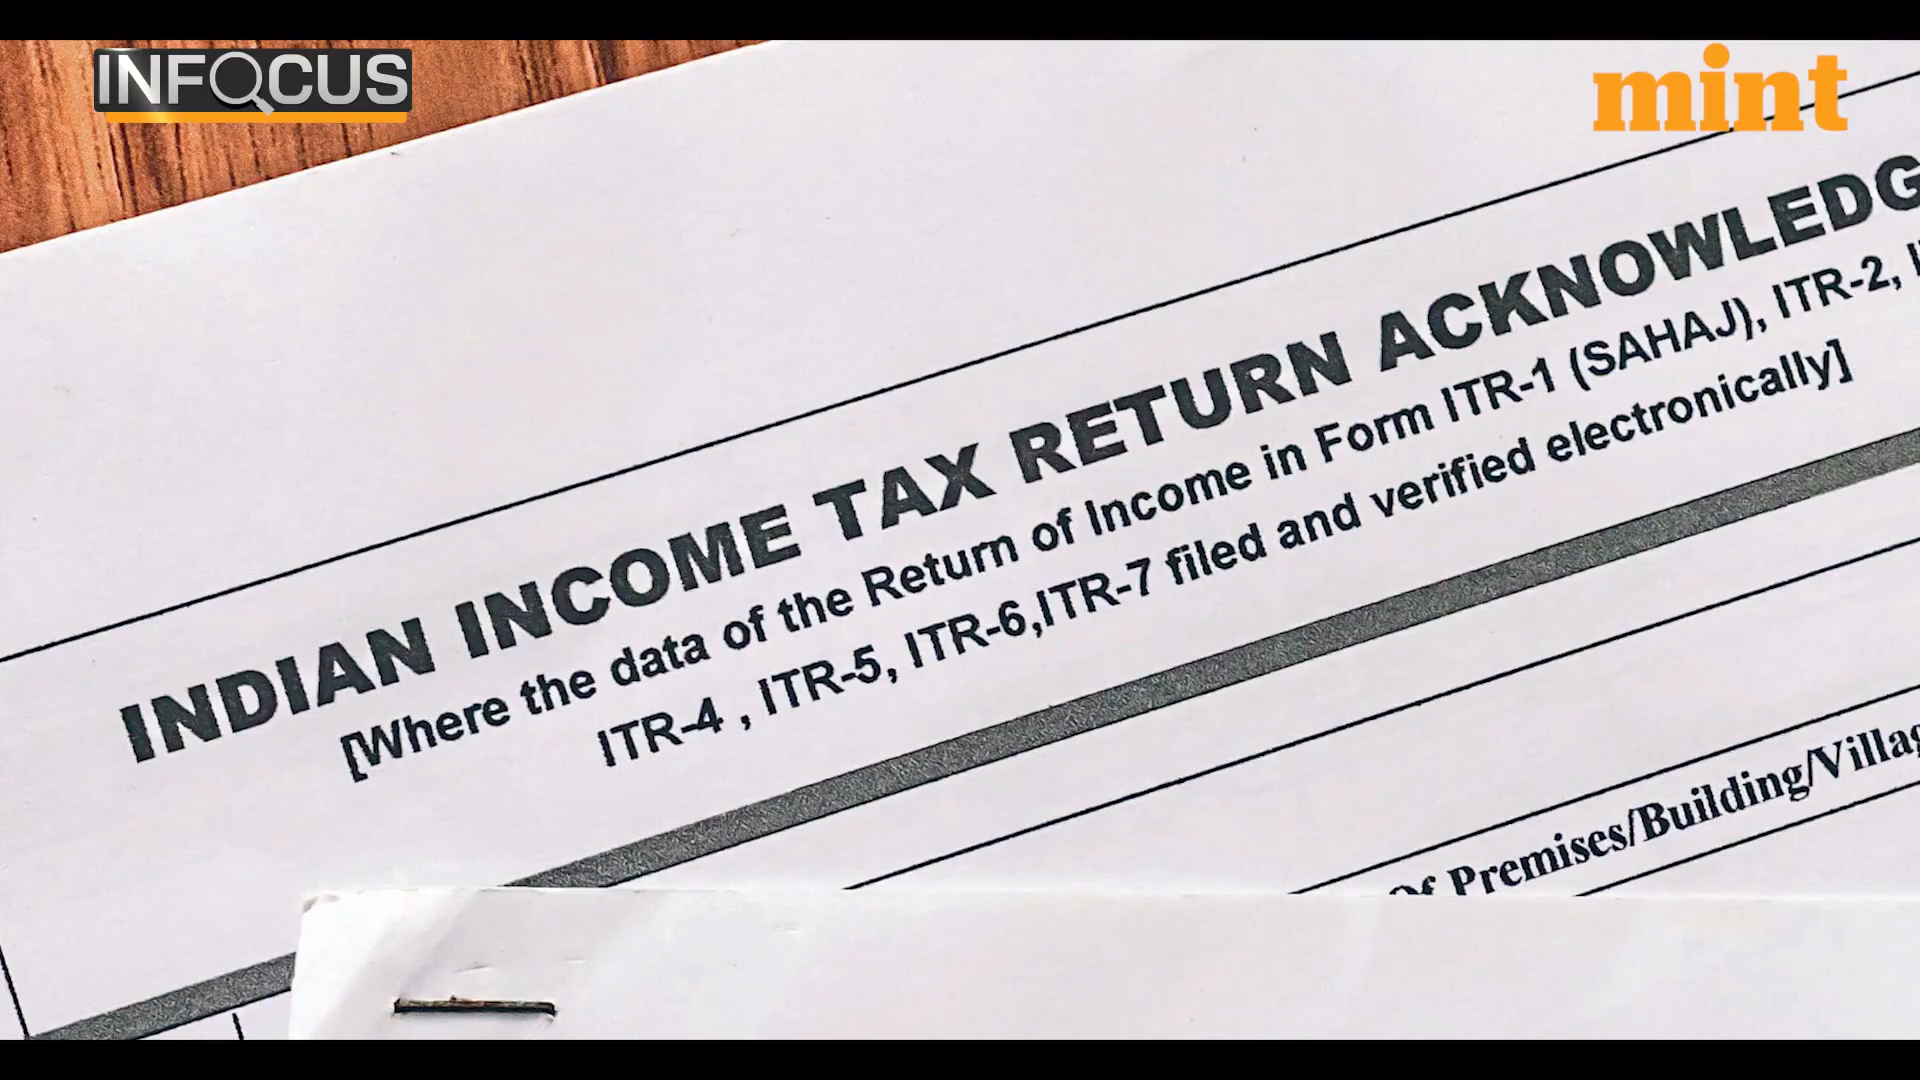 INFOCUS
mint
INDIAN INCOME TAX RETURN ACKNOWLEDG
[Where the data of the Return of Income in Form ITR-1 (SAHAJ), ITR-2,
ITR-4 , ITR-5, ITR-6,ITR-7 filed and verified electronically]
Of Premises/Building/Villag